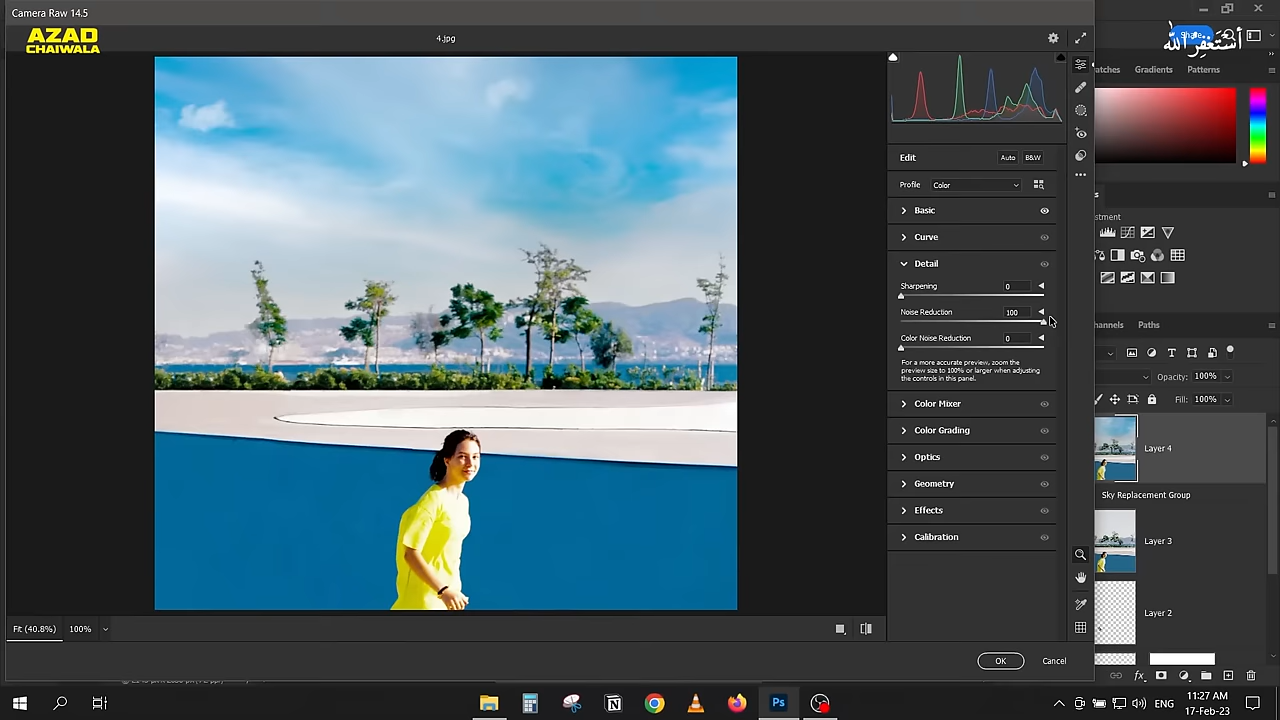 Camera Raw 14.5
AZAD
CHAIWALA
4.jpg
Share
أستغفر الله
atches
Gradients
Patterns
Edit
Auto
B&W
Profile
Color
Basic
Curve
Detail
Sharpening
0
Noise Reduction
100
Color Noise Reduction
0
For a more accurate preview, zoom the
preview size to 100% or larger when adjusting
the controls in this panel.
Color Mixer
Color Grading
Optics
Geometry
Effects
Calibration
stment
hannels
Paths
Opacity:
100%
Fill:
100%
Layer 4
Sky Replacement Group
Layer 3
Layer 2
Fit (40.8%)
100%
OK
Cancel
Ps
ENG
11:27 AM
17-Feb-23